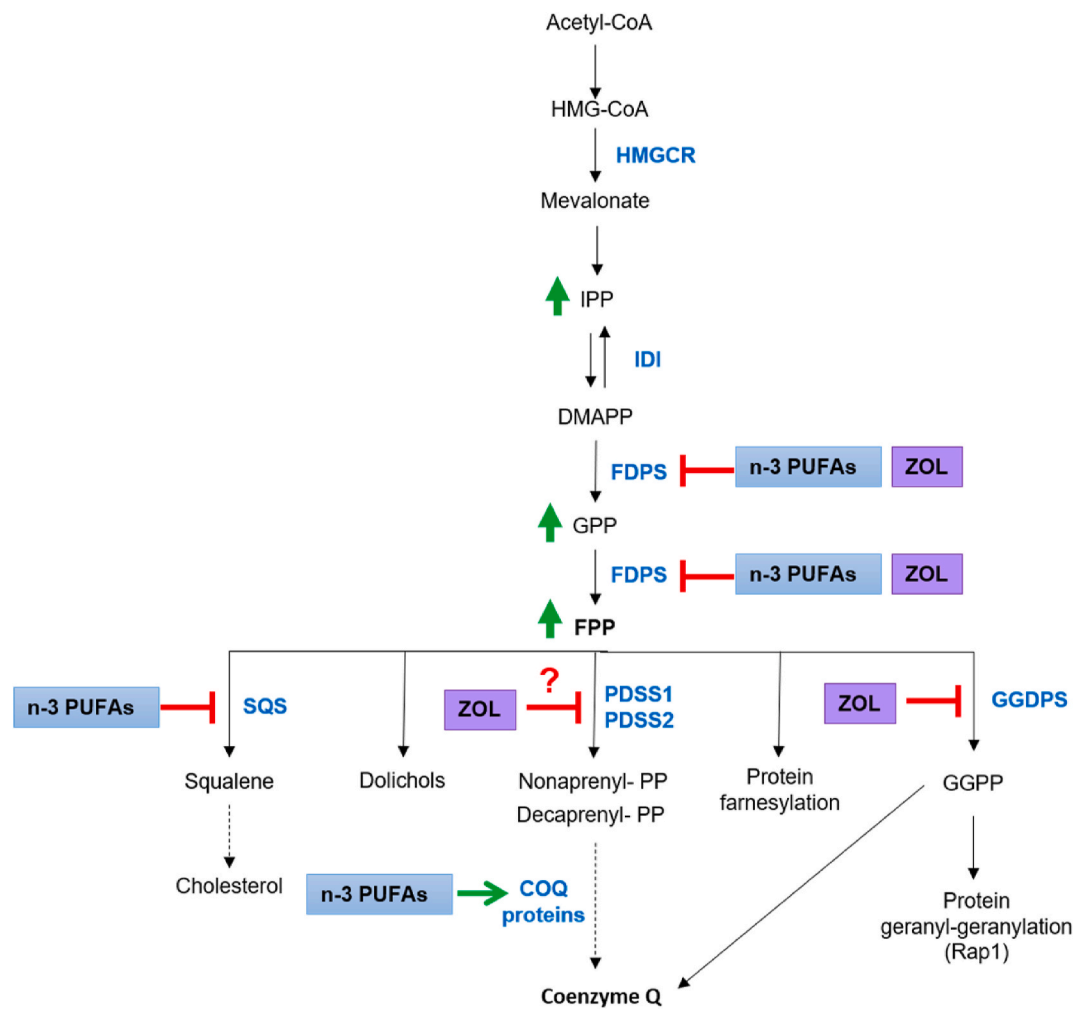 Acetyl-CoA
HMG-CoA
HMGCR
Mevalonate
IPP
IDI
DMAPP
FDPS
n-3 PUFAs
ZOL
GPP
FDPS
n-3 PUFAs
ZOL
FPP
n-3 PUFAs
SQS
ZOL
?
PDSS1
PDSS2
ZOL
GGDPS
Squalene
Dolichols
Nonaprenyl- PP
Decaprenyl- PP
Protein
farnesylation
GGPP
Cholesterol
n-3 PUFAs
COQ
proteins
Protein
geranyl-geranylation
(Rap1)
Coenzyme Q